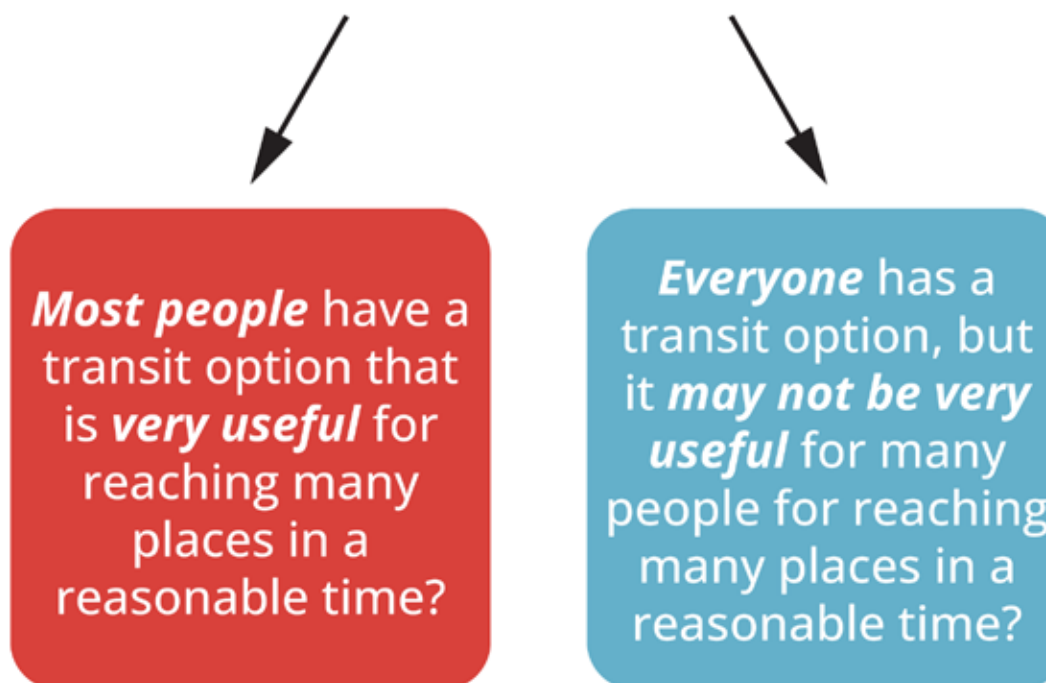 Most people have a
transit option that
is very useful for
reaching many
places in a
reasonable time?
Everyone has a
transit option, but
it may not be very
useful for many
people for reaching
many places in a
reasonable time?